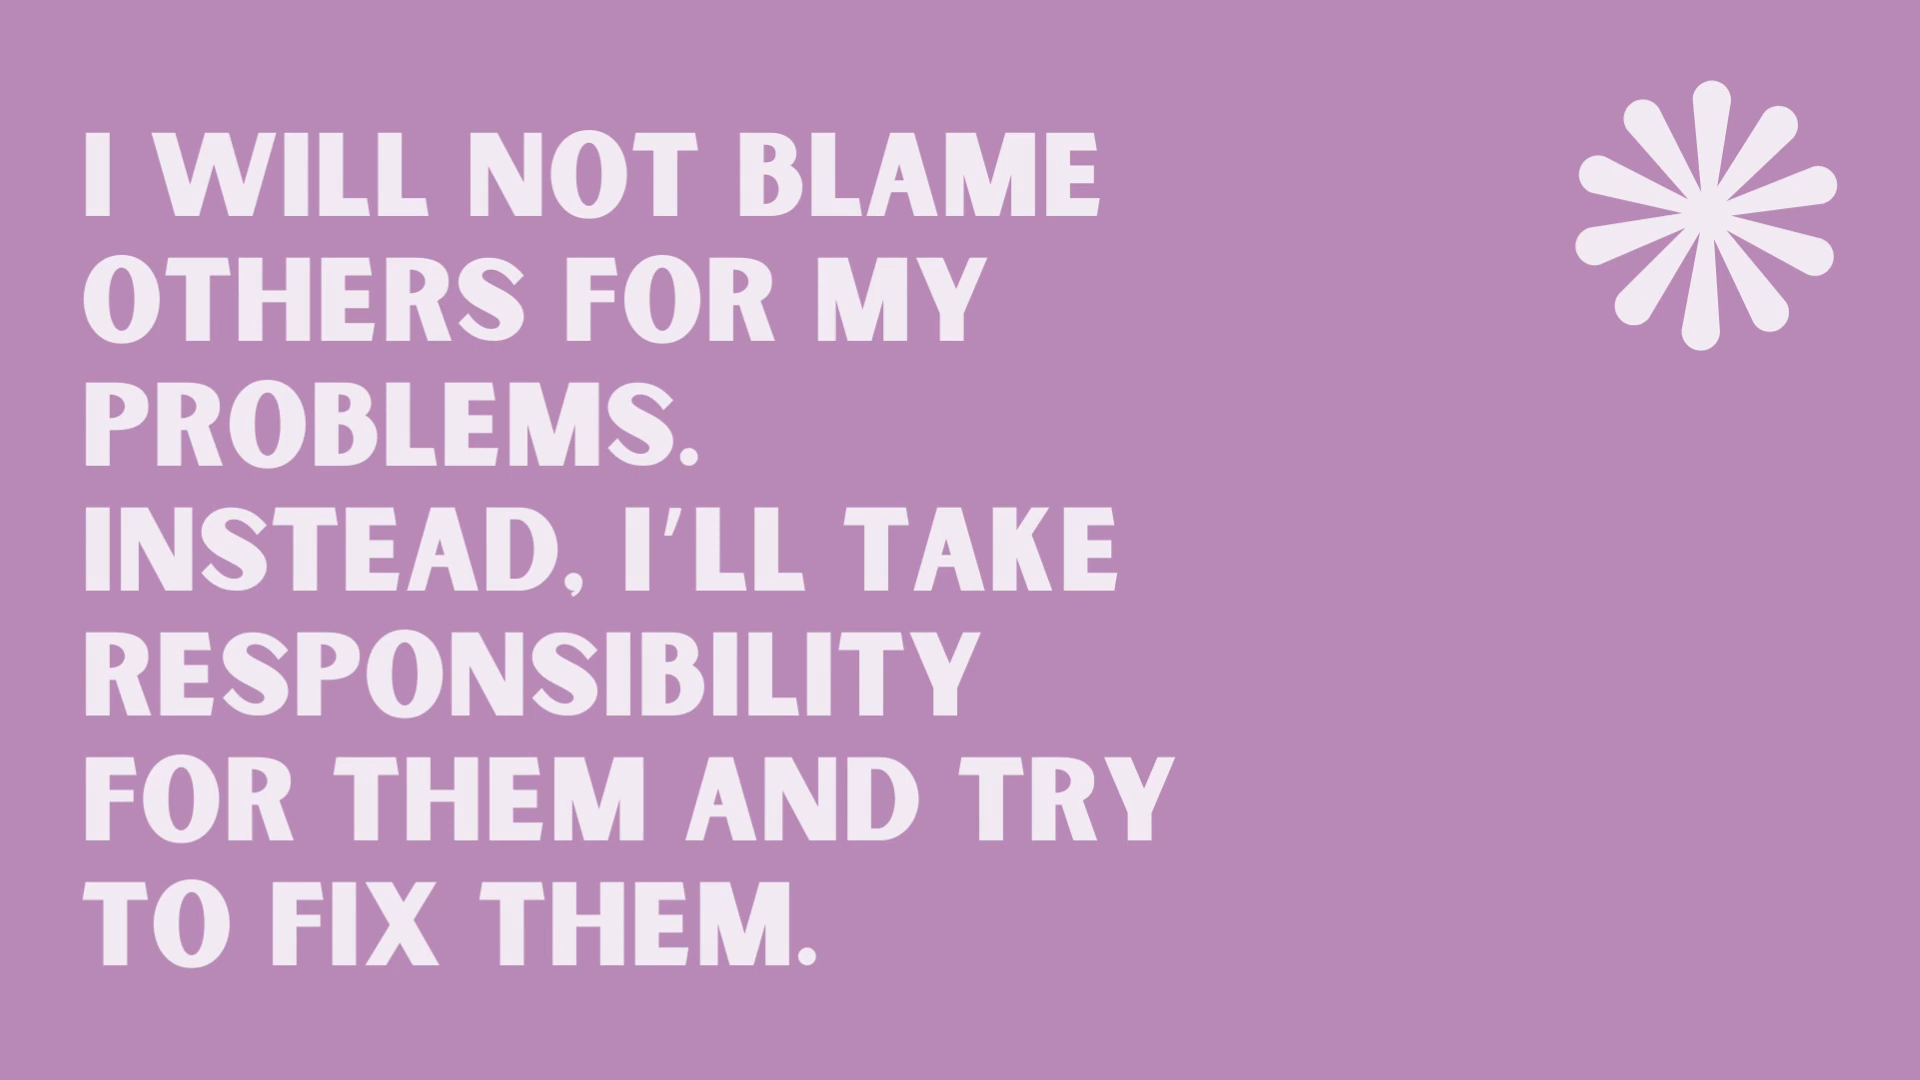 I WILL NOT BLAME
OTHERS FOR MY
PROBLEMS.
INSTEAD, I'LL TAKE
RESPONSIBILITY
FOR THEM AND TRY
TO FIX THEM.